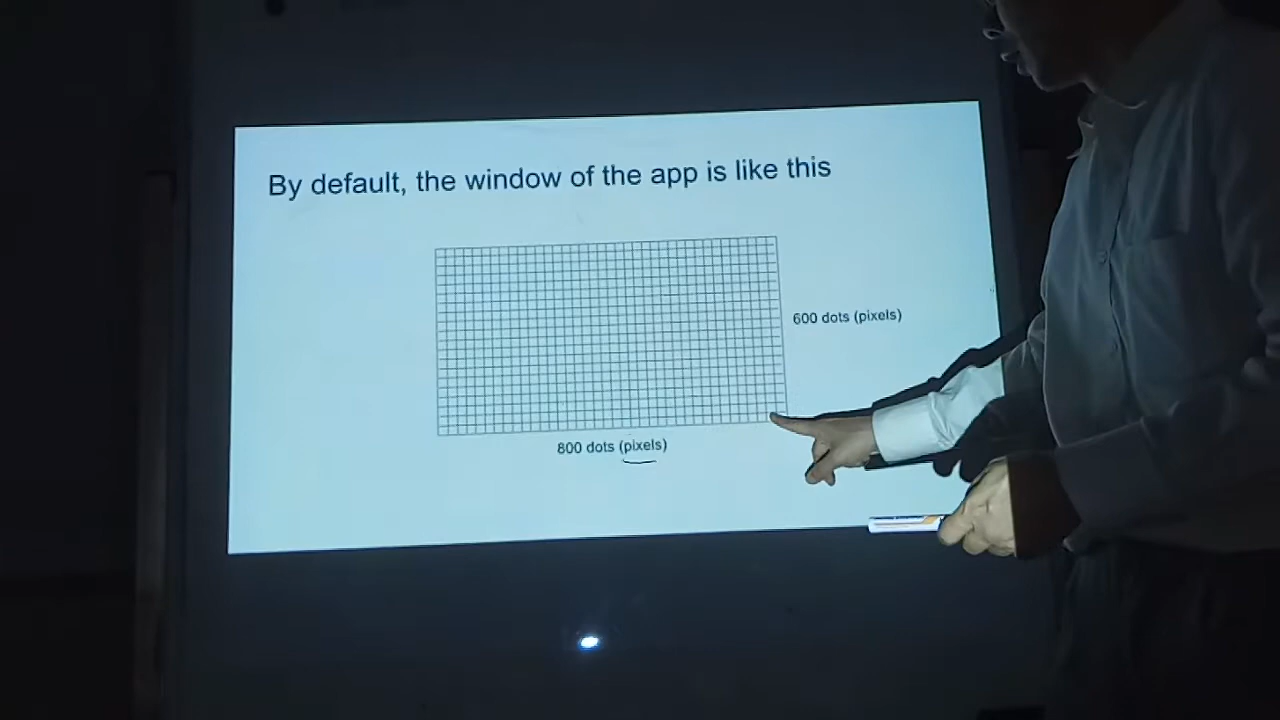 By default, the window of the app is like this
600 dots (pixels)
800 dots (pixels)